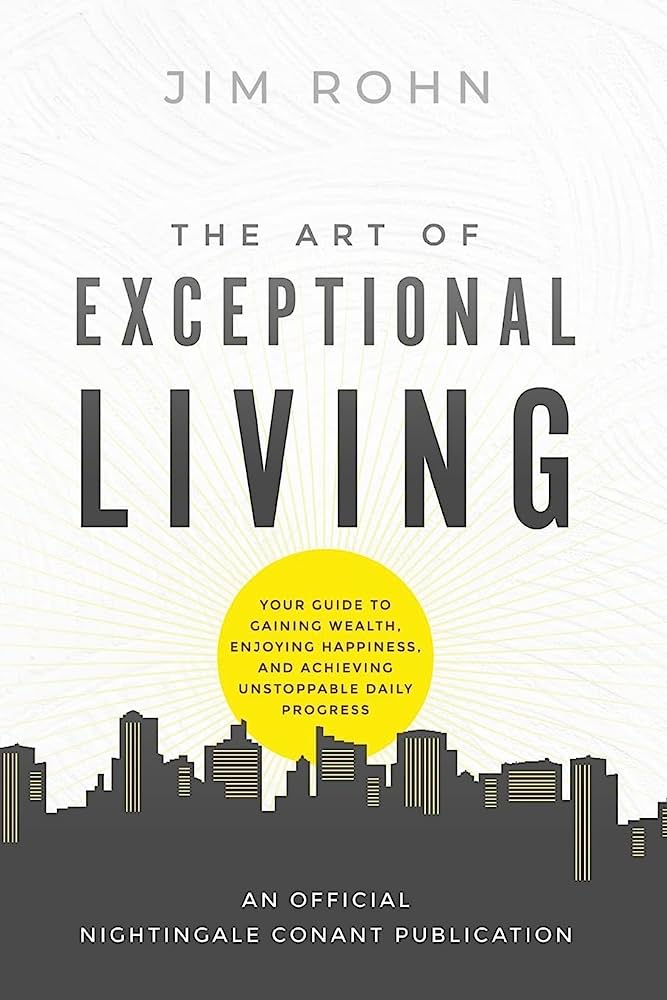 JIM ROHN
THE ART OF
EXCEPTIONAL
LIVING
YOUR GUIDE TO
GAINING WEALTH,
ENJOYING HAPPINESS,
AND ACHIEVING
UNSTOPPABLE DAILY
PROGRESS
AN OFFICIAL
NIGHTINGALE CONANT PUBLICATION